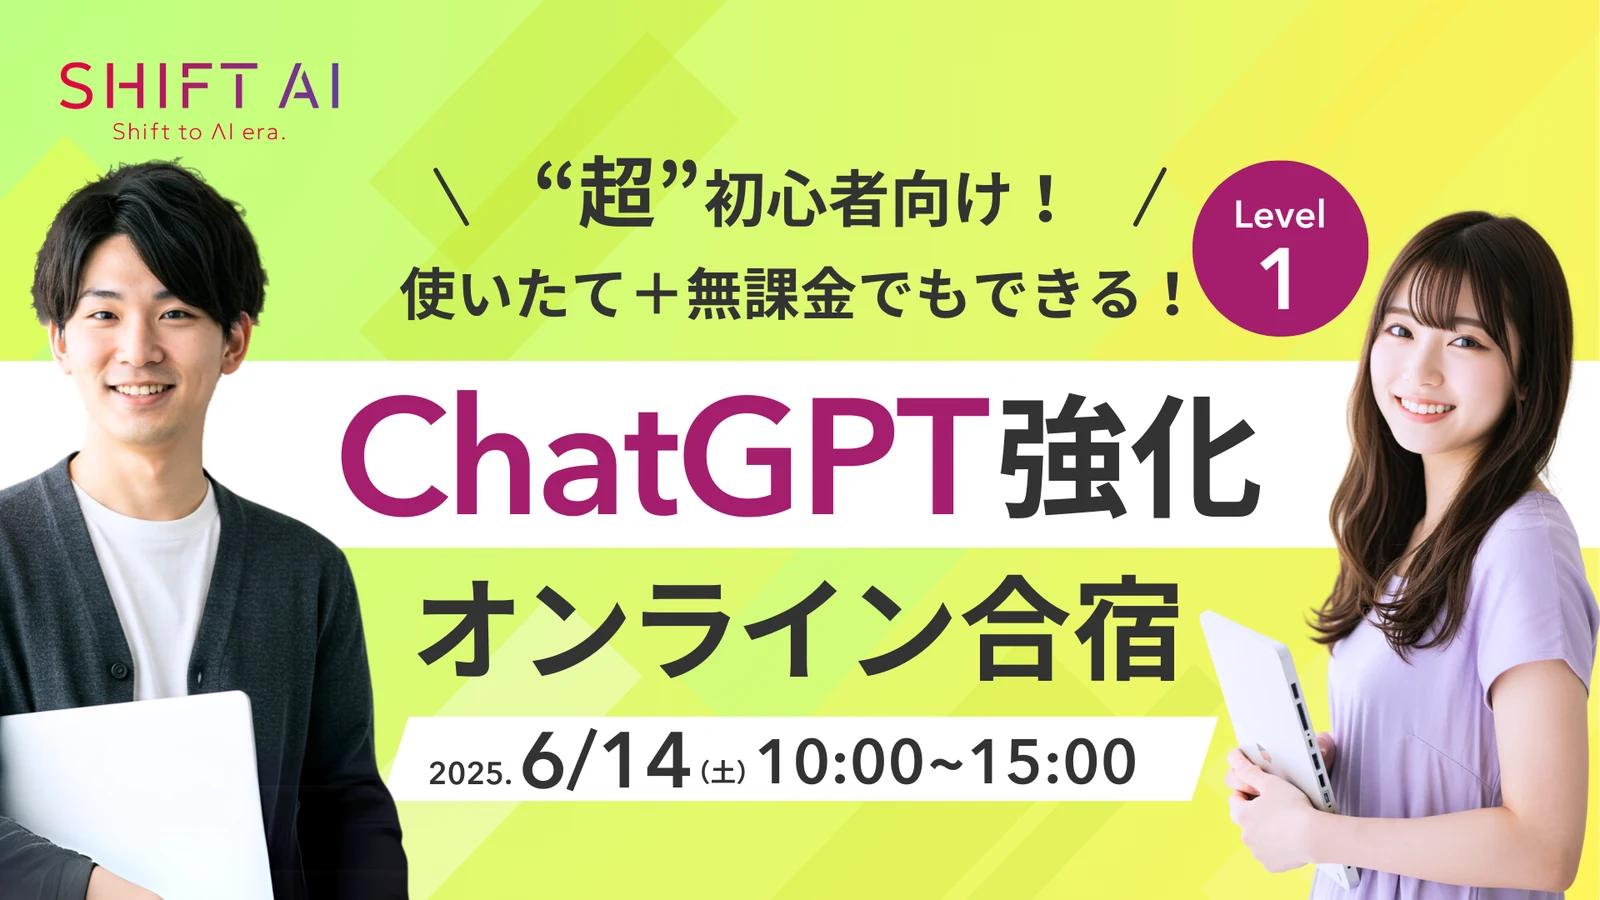 SHIFT AI
Shift to AI era.
“超”初心者向け！
使いたて＋無課金でもできる！
Level
1
ChatGPT強化
オンライン合宿
2025. 6/14（土）10:00~15:00